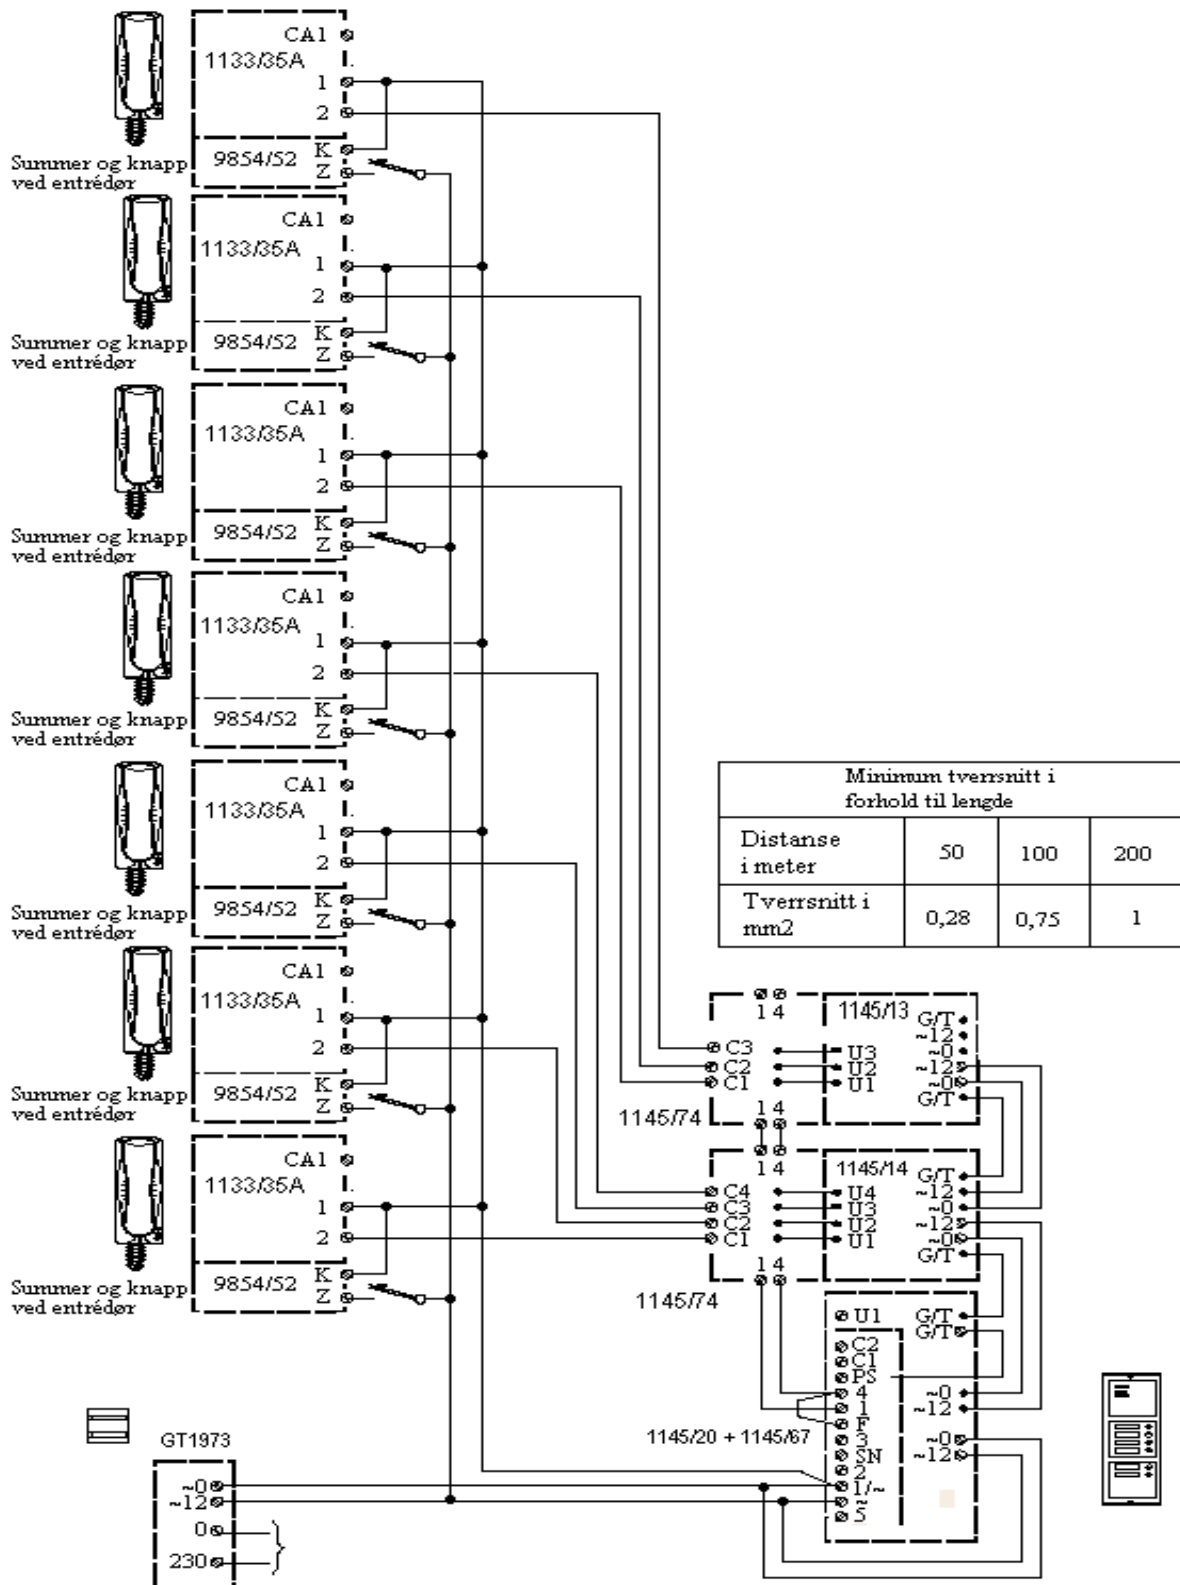 CA1
1133/35A
1
2
9854/52
K
Z
Summer og knapp
ved entrédør
CA1
1133/35A
1
2
9854/52
K
Z
Summer og knapp
ved entrédør
CA1
1133/35A
1
2
9854/52
K
Z
Summer og knapp
ved entrédør
CA1
1133/35A
1
2
9854/52
K
Z
Summer og knapp
ved entrédør
CA1
1133/35A
1
2
9854/52
K
Z
Summer og knapp
ved entrédør
CA1
1133/35A
1
2
9854/52
K
Z
Summer og knapp
ved entrédør
CA1
1133/35A
1
2
9854/52
K
Z
Summer og knapp
ved entrédør
Minimum tverrsnitt i
forhold til lengde
Distanse
i meter
50
100
200
Tverrsnitt i
mm2
0,28
0,75
1
1 4
1145/13
G/T
~12
~0
~12
~0
G/T
C3
C2
C1
U3
U2
U1
1 4
1145/74
1 4
1145/14
G/T
~12
~0
~12
~0
G/T
C4
C3
C2
C1
U4
U3
U2
U1
1 4
1145/74
U1
G/T
G/T
C2
C1
PS
4
1
F
3
SN
2
1/~
~
5
~0
~12
~0
~12
1145/20 + 1145/67
GT1973
~0
~12
0
230